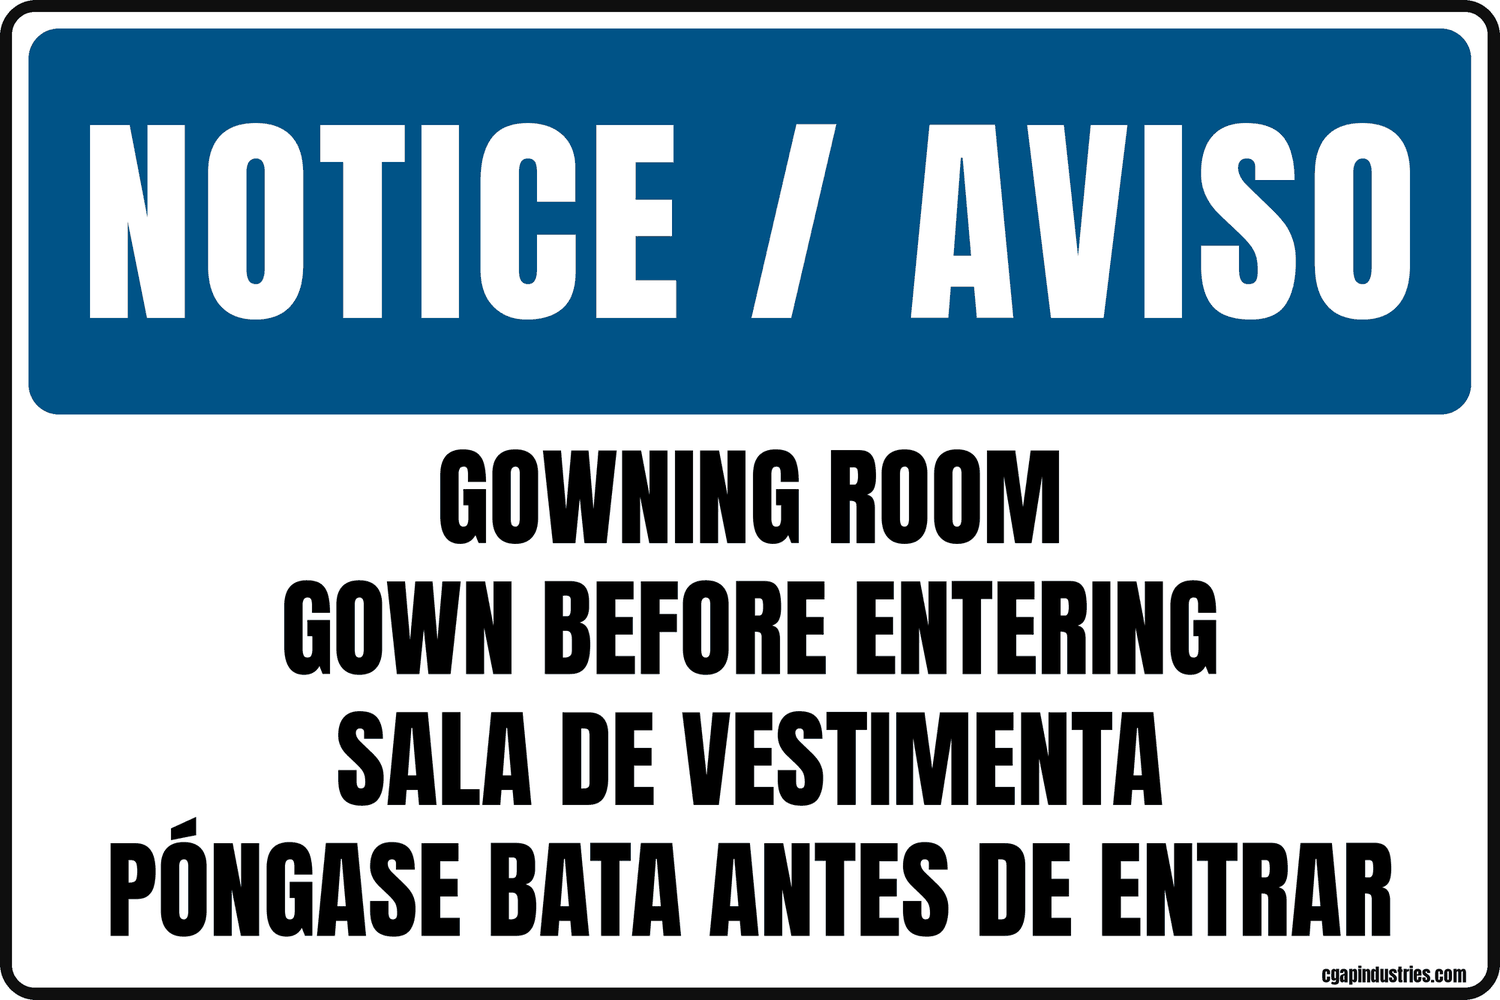 NOTICE / AVISO
GOWNING ROOM
GOWN BEFORE ENTERING
SALA DE VESTIMENTA
PÓNGASE BATA ANTES DE ENTRAR
cgapindustries.com